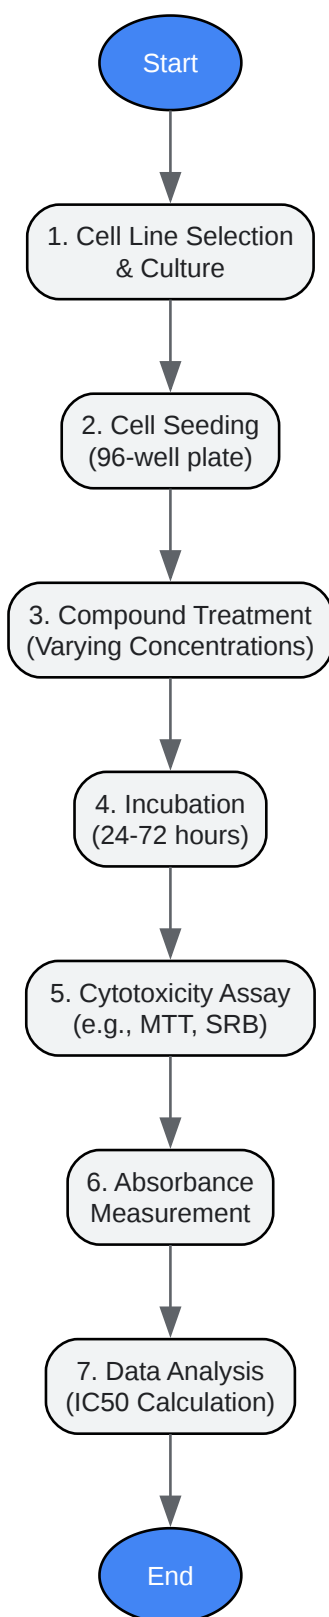 Start
1. Cell Line Selection
& Culture
2. Cell Seeding
(96-well plate)
3. Compound Treatment
(Varying Concentrations)
4. Incubation
(24-72 hours)
5. Cytotoxicity Assay
(e.g., MTT, SRB)
6. Absorbance
Measurement
7. Data Analysis
(IC50 Calculation)
End